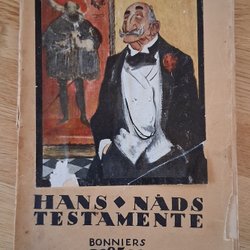 HANS ◆ NÅDS
TESTAMENTE
BONNIERS